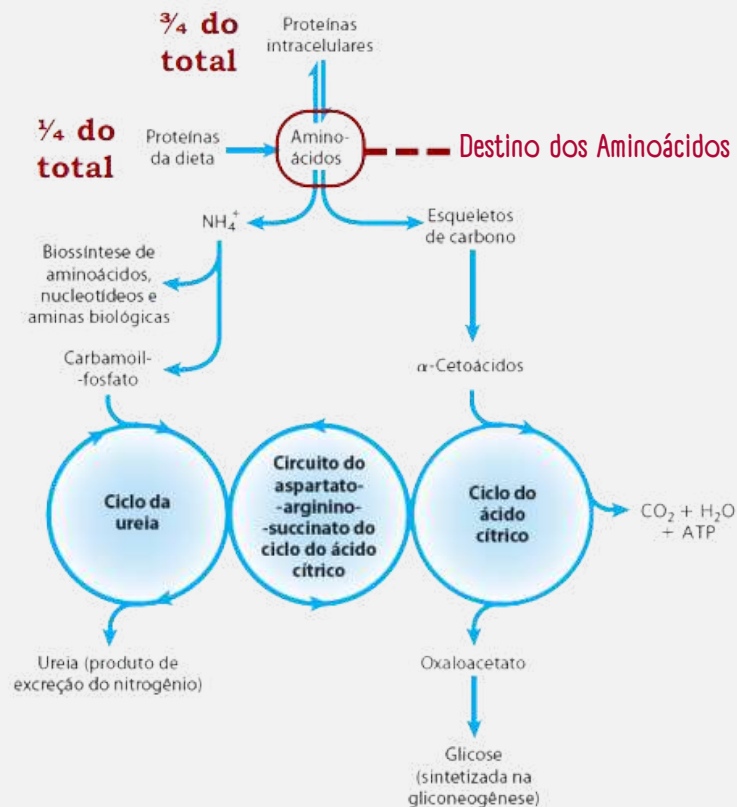 ¾ do
total
Proteínas
intracelulares
¼ do
total
Proteínas
da dieta
Amino-
ácidos
Destino dos Aminoácidos
NH₄⁺
Esqueletos
de carbono
Biossíntese de
aminoácidos,
nucleotídeos e
aminas biológicas
Carbamoil-
-fosfato
α-Cetoácidos
Ciclo da
ureia
Circuito do
aspartato-
-arginino-
-succinato do
ciclo do ácido
cítrico
Ciclo do
ácido
cítrico
CO₂ + H₂O
+ ATP
Ureia (produto de
excreção do nitrogênio)
Oxaloacetato
Glicose
(sintetizada na
gliconeogênese)